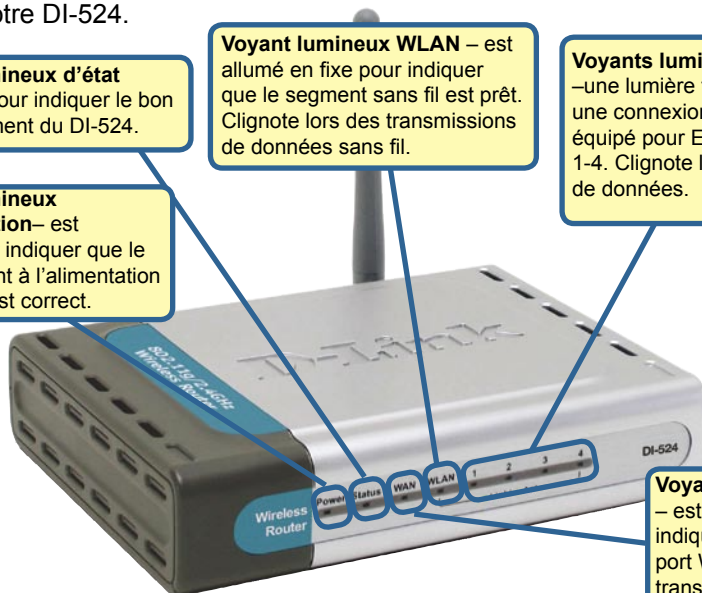 otre DI-524.
ineux d'état
our indiquer le bon
ment du DI-524.
Voyant lumineux WLAN – est
allumé en fixe pour indiquer
que le segment sans fil est prêt.
Clignote lors des transmissions
de données sans fil.
Voyants lumi
–une lumière
une connexion
équipé pour E
1-4. Clignote l
de données.
ineux
tion– est
indiquer que le
nt à l'alimentation
st correct.
D-Link
802.11g/2.4GHz
Wireless Router
DI-524
Wireless
Router
Power Status WAN WLAN 1 2 3 4
Voya
– est
indiqu
port W
trans